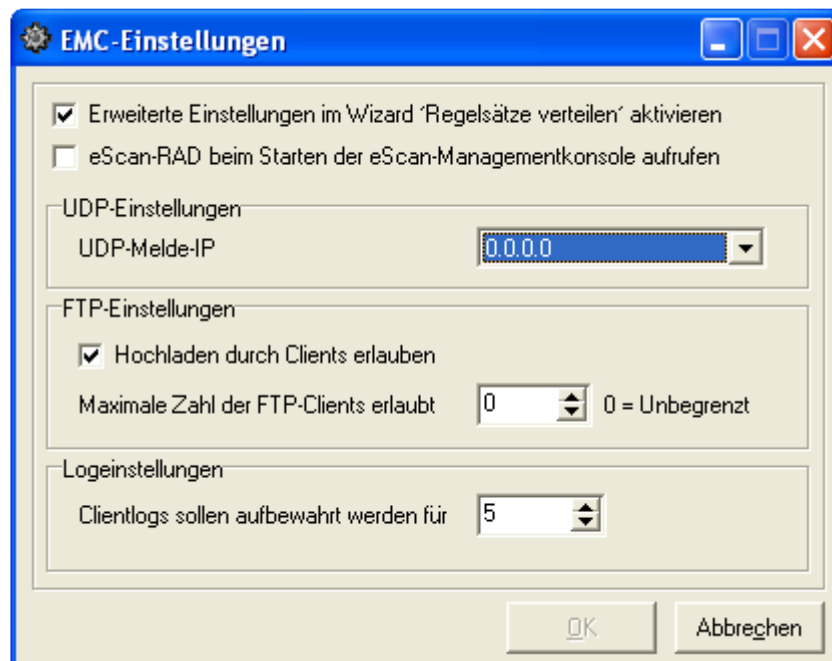 EMC-Einstellungen
Erweiterte Einstellungen im Wizard ´Regelsätze verteilen´ aktivieren
eScan-RAD beim Starten der eScan-Managementkonsole aufrufen
UDP-Einstellungen
UDP-Melde-IP 0.0.0.0
FTP-Einstellungen
Hochladen durch Clients erlauben
Maximale Zahl der FTP-Clients erlaubt 0 0 = Unbegrenzt
Logeinstellungen
Clientlogs sollen aufbewahrt werden für 5
OK Abbrechen